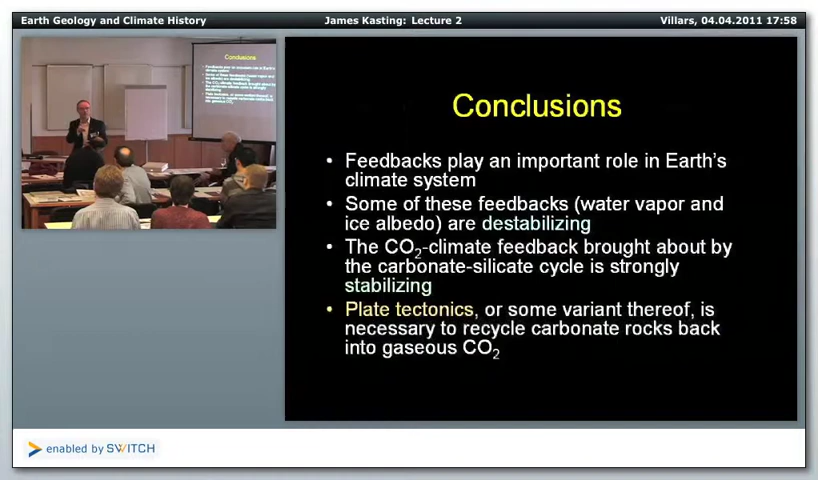 Earth Geology and Climate History
James Kasting: Lecture 2
Villars, 04.04.2011 17:58
Conclusions
Conclusions
• Feedbacks play an important role in Earth's
climate system
• Some of these feedbacks (water vapor and
ice albedo) are destabilizing
• The CO₂-climate feedback brought about by
the carbonate-silicate cycle is strongly
stabilizing
• Plate tectonics, or some variant thereof, is
necessary to recycle carbonate rocks back
into gaseous CO₂
enabled by SWITCH